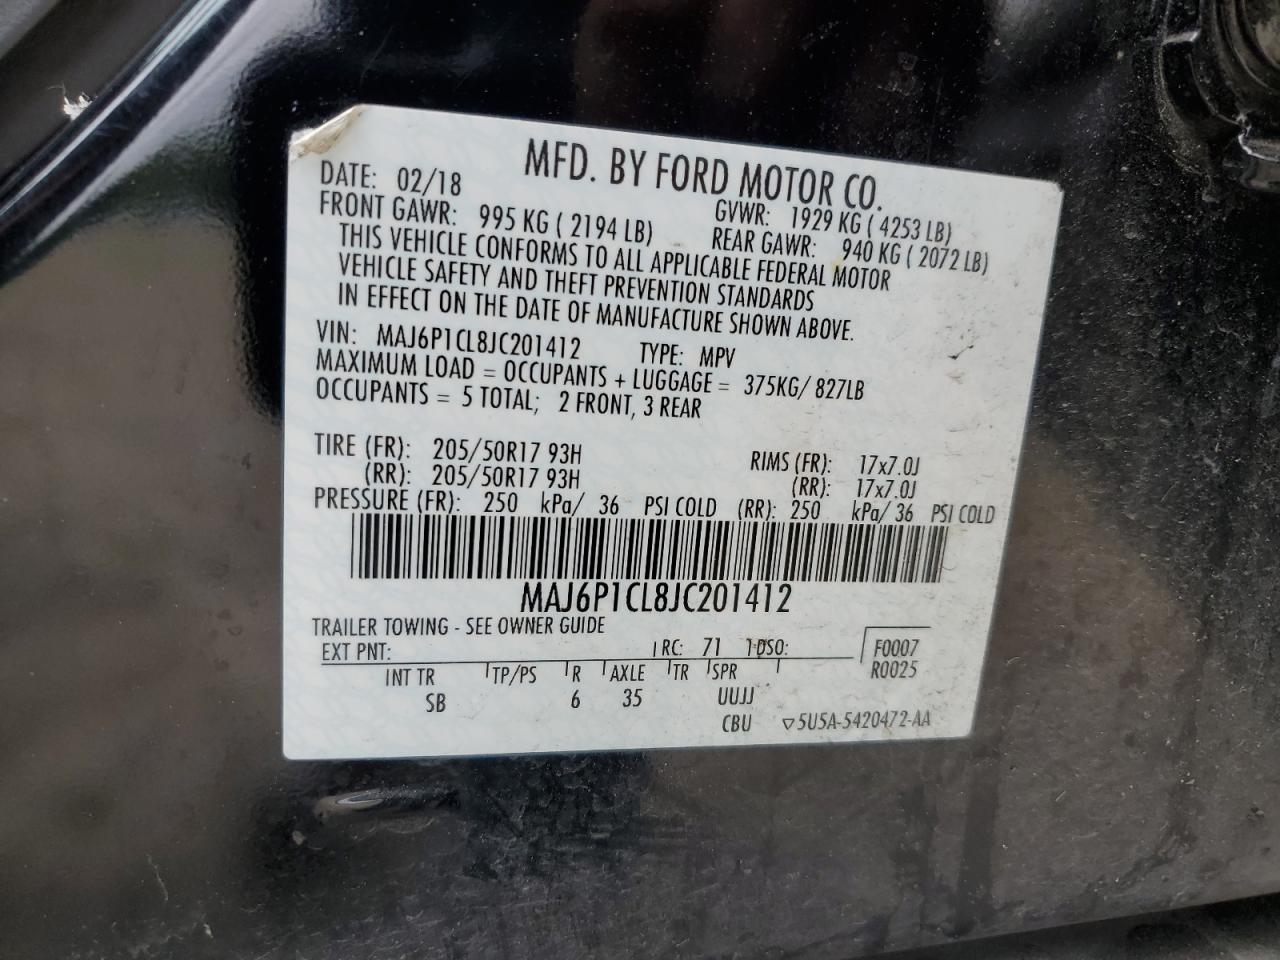 MFD. BY FORD MOTOR CO.
DATE: 02/18 GVWR: 1929 KG ( 4253 LB)
FRONT GAWR: 995 KG ( 2194 LB) REAR GAWR: 940 KG ( 2072 LB)
THIS VEHICLE CONFORMS TO ALL APPLICABLE FEDERAL MOTOR
VEHICLE SAFETY AND THEFT PREVENTION STANDARDS
IN EFFECT ON THE DATE OF MANUFACTURE SHOWN ABOVE.
VIN: MAJ6P1CL8JC201412 TYPE: MPV
MAXIMUM LOAD = OCCUPANTS + LUGGAGE = 375KG/ 827LB
OCCUPANTS = 5 TOTAL; 2 FRONT, 3 REAR
TIRE (FR): 205/50R17 93H RIMS (FR): 17x7.0J
(RR): 205/50R17 93H (RR): 17x7.0J
PRESSURE (FR): 250 kPa/ 36 PSI COLD (RR): 250 kPa/ 36 PSI COLD
MAJ6P1CL8JC201412
TRAILER TOWING - SEE OWNER GUIDE
EXT PNT: RC: 71 DSO: F0007
R0025
INT TR TP/PS R AXLE TR SPR
SB 6 35 UUJJ
CBU ▽5U5A-5420472-AA